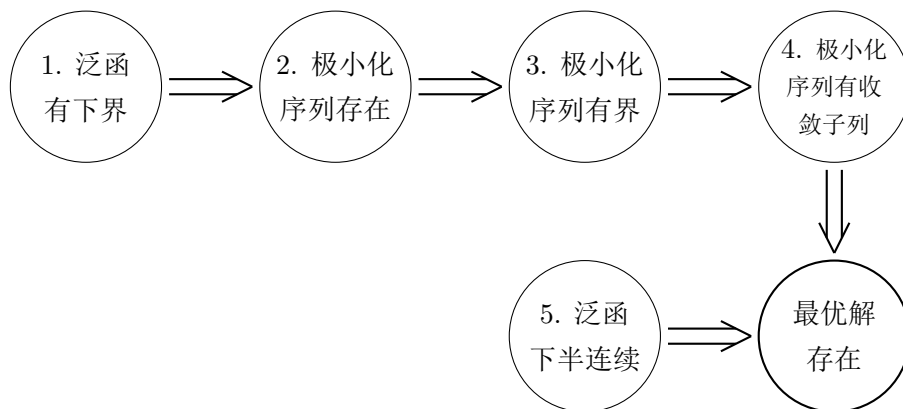 1. 泛函
有下界
2. 极小化
序列存在
3. 极小化
序列有界
4. 极小化
序列有收
敛子列
5. 泛函
下半连续
最优解
存在